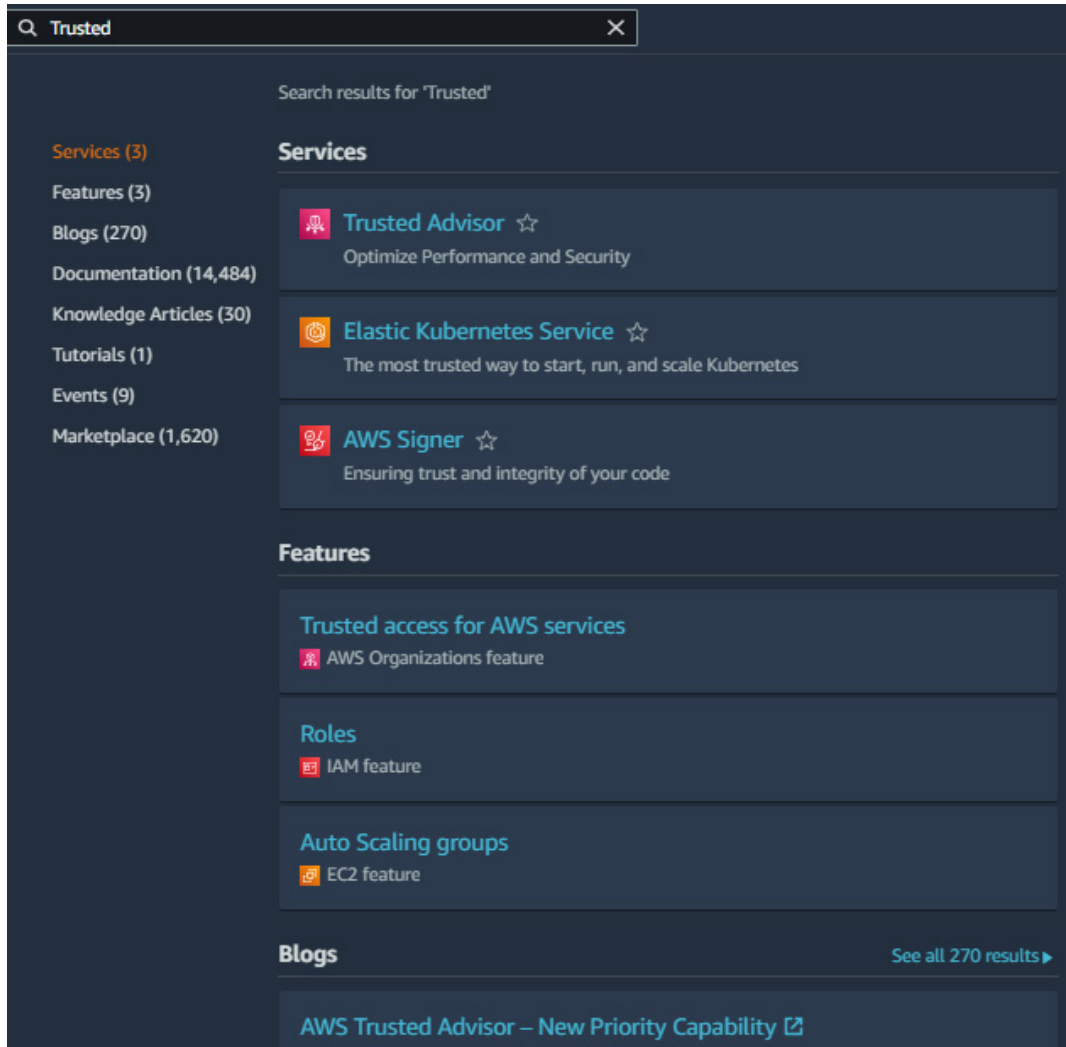 Trusted
Search results for 'Trusted'
Services (3)
Features (3)
Blogs (270)
Documentation (14,484)
Knowledge Articles (30)
Tutorials (1)
Events (9)
Marketplace (1,620)
Services
Trusted Advisor
Optimize Performance and Security
Elastic Kubernetes Service
The most trusted way to start, run, and scale Kubernetes
AWS Signer
Ensuring trust and integrity of your code
Features
Trusted access for AWS services
AWS Organizations feature
Roles
IAM feature
Auto Scaling groups
EC2 feature
Blogs
See all 270 results
AWS Trusted Advisor – New Priority Capability